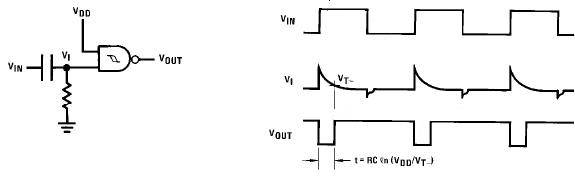 VDD
VI
VIN
VOUT
VIN
VI
VT–
VOUT
t = RC ℓn (VDD/VT–)